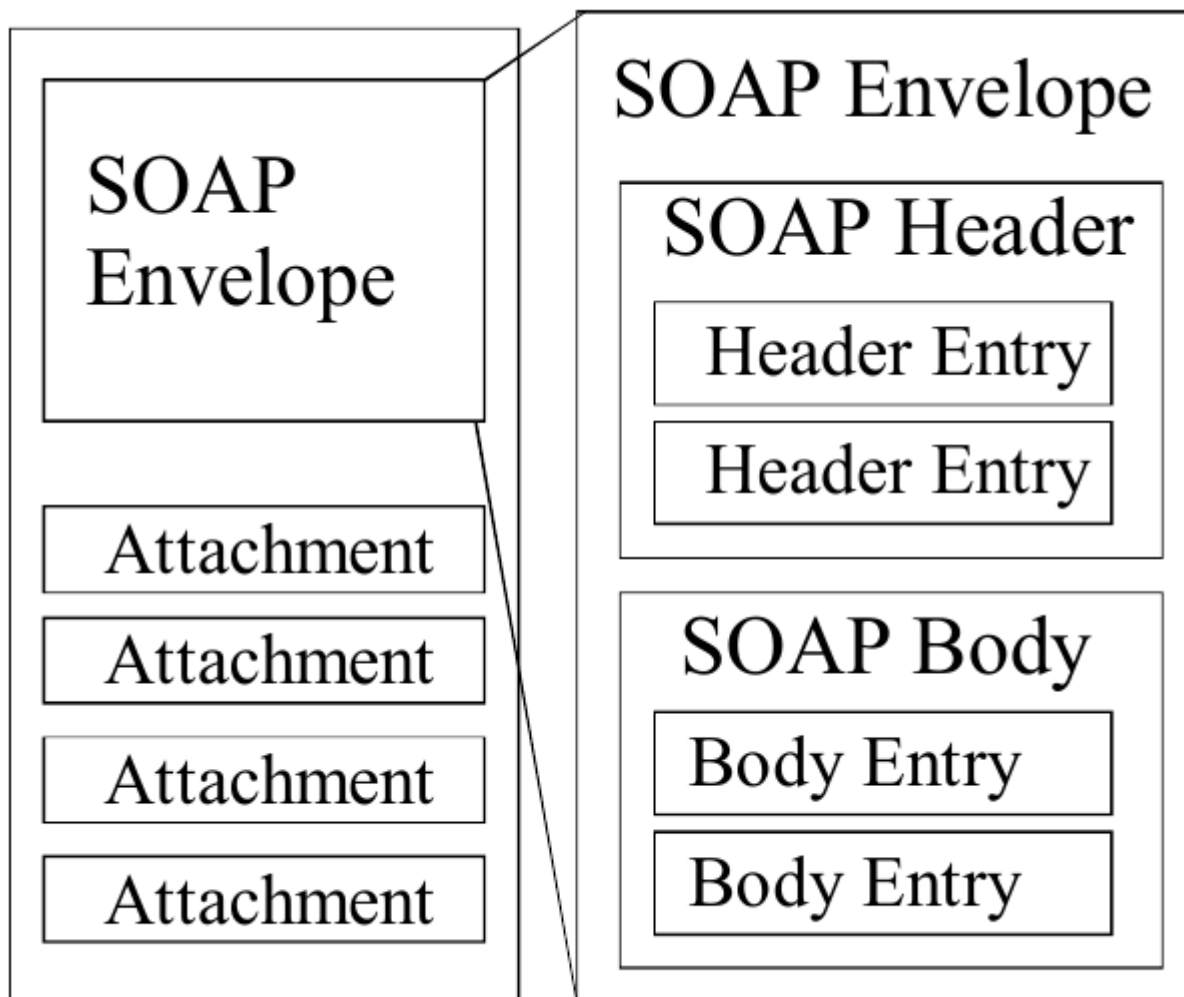 SOAP
Envelope
Attachment
Attachment
Attachment
Attachment
SOAP Envelope
SOAP Header
Header Entry
Header Entry
SOAP Body
Body Entry
Body Entry